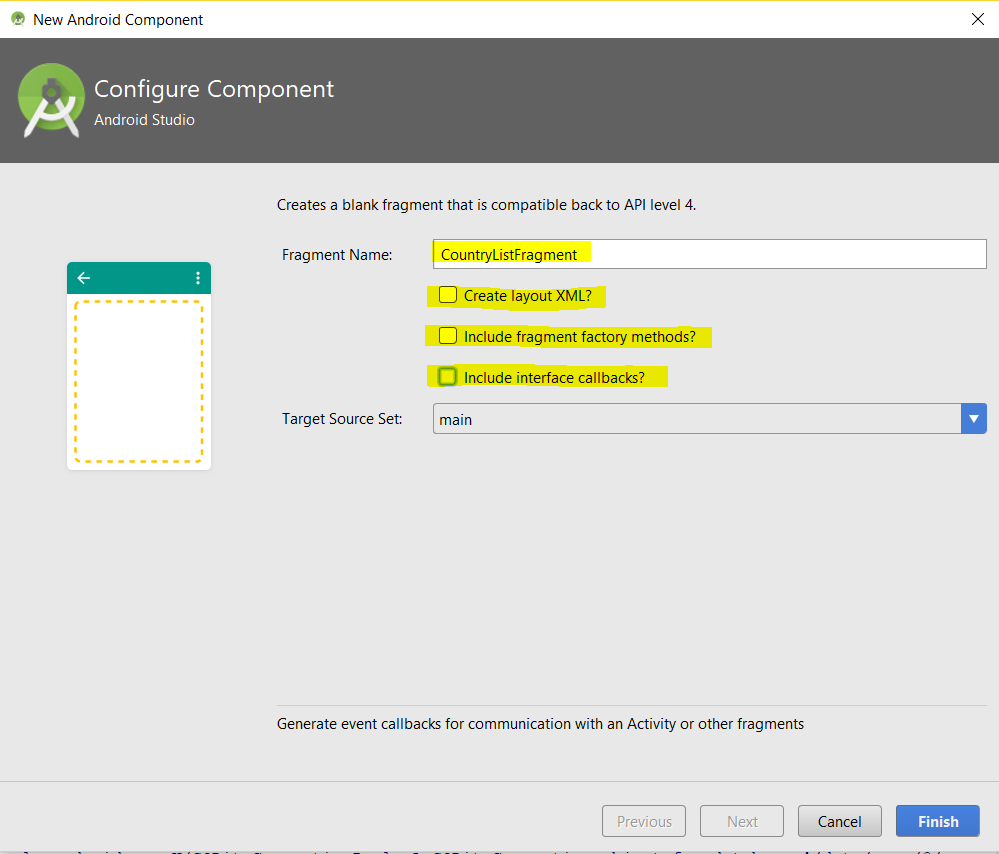 New Android Component
Configure Component
Android Studio
Creates a blank fragment that is compatible back to API level 4.
Fragment Name: CountryListFragment
Create layout XML?
Include fragment factory methods?
Include interface callbacks?
Target Source Set: main
Generate event callbacks for communication with an Activity or other fragments
Previous Next Cancel Finish